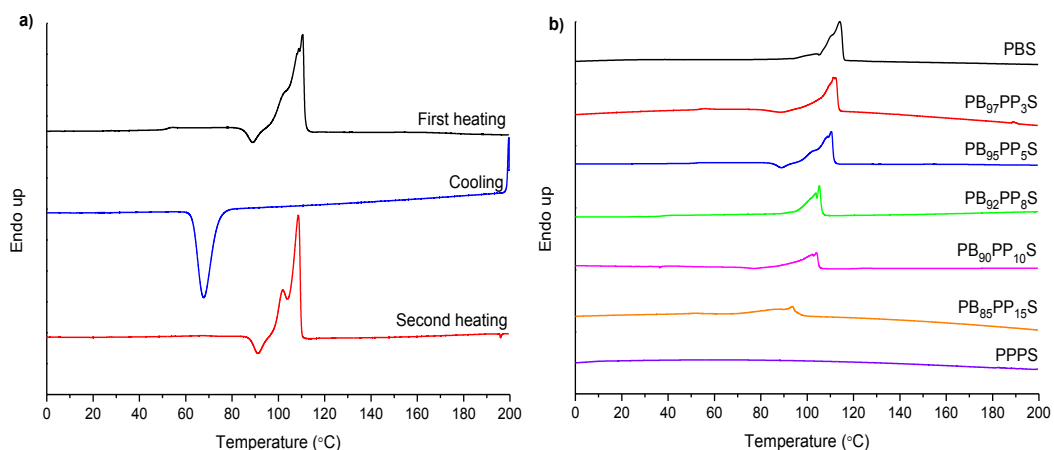 a)
Endo up
First heating
Cooling
Second heating
0 20 40 60 80 100 120 140 160 180 200
Temperature (°C)
b)
Endo up
PBS
PB₉₇PP₃S
PB₉₅PP₅S
PB₉₂PP₈S
PB₉₀PP₁₀S
PB₈₅PP₁₅S
PPPS
0 20 40 60 80 100 120 140 160 180 200
Temperature (°C)